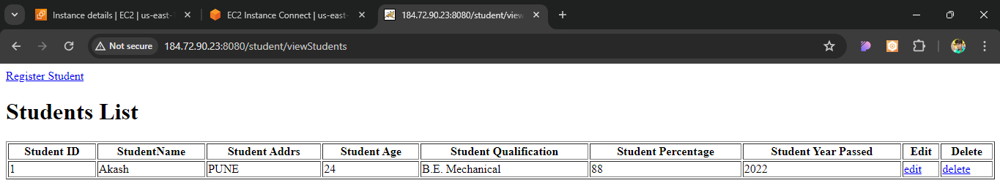 Instance details | EC2 | us-east-1
EC2 Instance Connect | us-east-
184.72.90.23:8080/student/view
Not secure 184.72.90.23:8080/student/viewStudents
Register Student
Students List
Student ID StudentName Student Addrs Student Age Student Qualification Student Percentage Student Year Passed Edit Delete
1 Akash PUNE 24 B.E. Mechanical 88 2022 edit delete